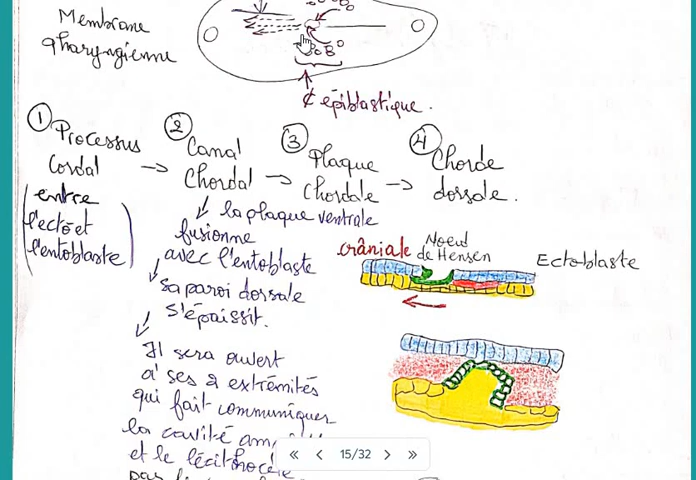 Membrane
pharyngienne
¢ épiblastique.
① Processus
Cordal
(entre
l'ecto et
l'entoblaste)
→
② Canal
Chordal
→
③ Plaque
Chordale
→
④ Chorde
dorsale.
↓ la plaque ventrale
fusionne
avec l'entoblaste
↓ sa paroi dorsale
s'épaissit.
↓
Il sera ouvert
à ses 2 extrémités
qui fait communiquer
la cavité
et le lécithocèle
crâniale
Noeud
de Hensen
Ectoblaste
« < 15/32 > »